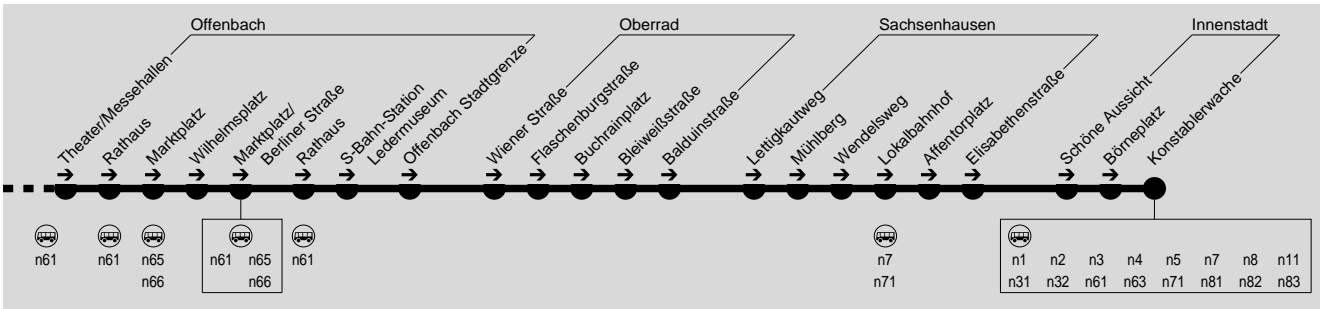 Offenbach
Oberrad
Sachsenhausen
Innenstadt
Theater/Messehallen
Rathaus
Marktplatz
Wilhelmsplatz
Marktplatz/
Berliner Straße
Rathaus
S-Bahn-Station
Ledermuseum
Offenbach Stadtgrenze
Wiener Straße
Flaschenburgstraße
Buchrainplatz
Bleiweißstraße
Balduinstraße
Lettigkautweg
Mühlberg
Wendelsweg
Lokalbahnhof
Affentorplatz
Elisabethenstraße
Schöne Aussicht
Börneplatz
Konstablerwache
n61
n61
n65
n66
n61 n65
n66
n61
n7
n71
n1 n2 n3 n4 n5 n7 n8 n11
n31 n32 n61 n63 n71 n81 n82 n83